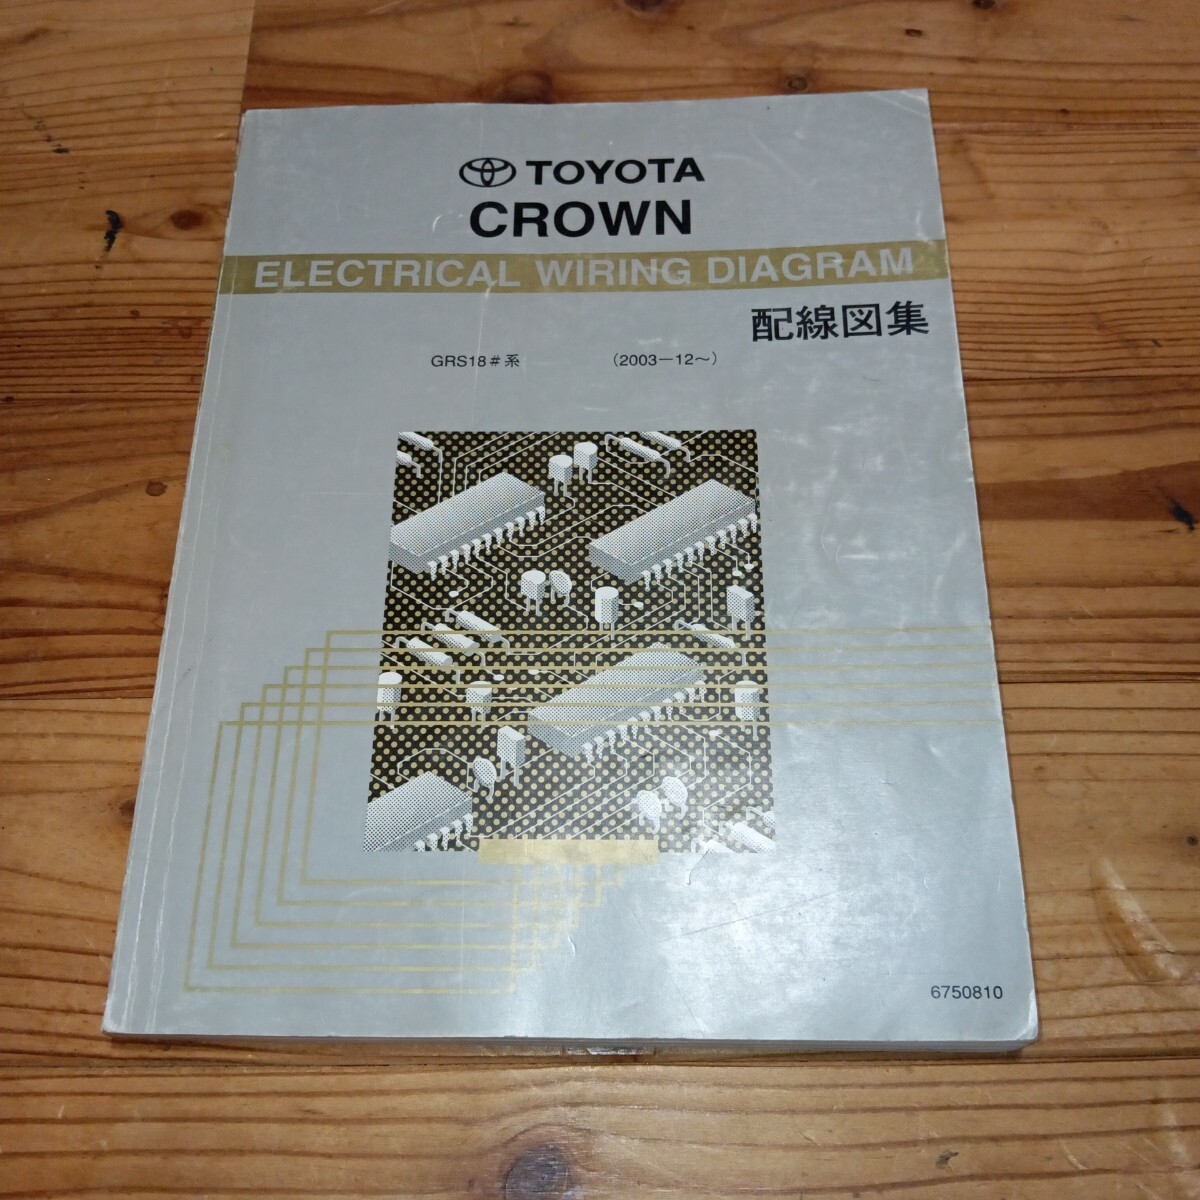 TOYOTA
CROWN
ELECTRICAL WIRING DIAGRAM
配線図集
GRS18#系 (2003−12〜)
6750810